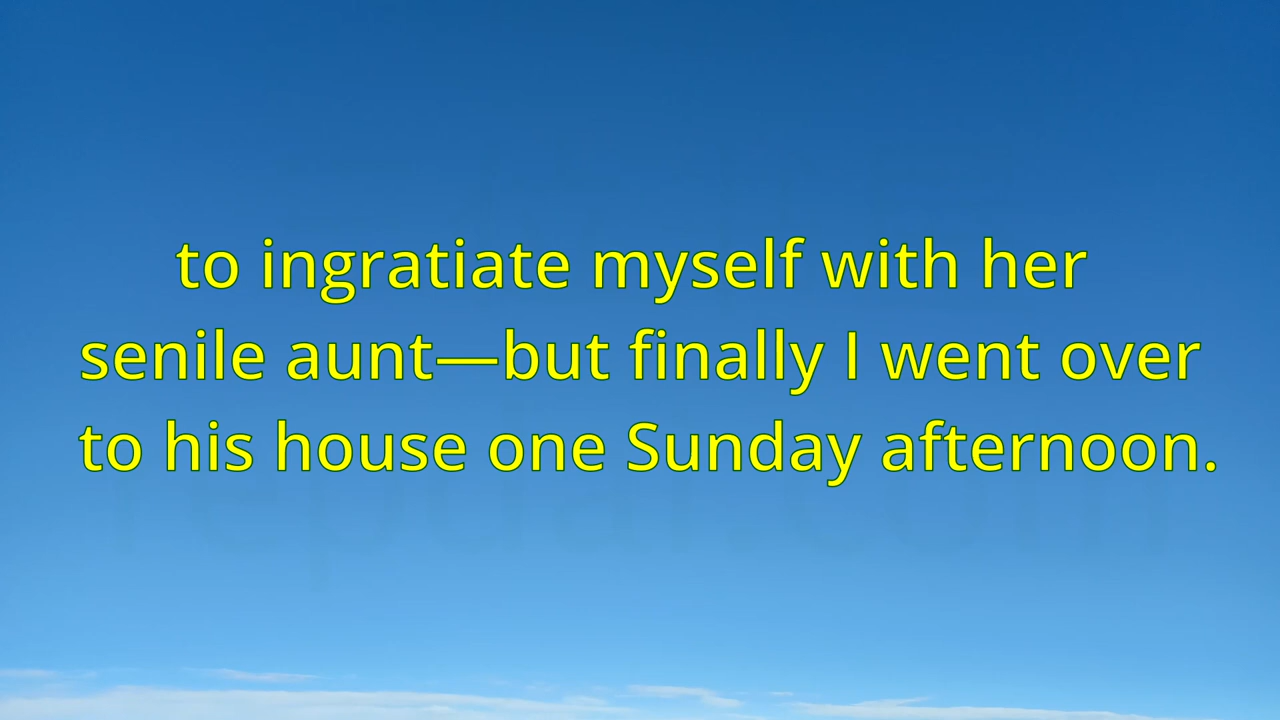 to ingratiate myself with her
senile aunt—but finally I went over
to his house one Sunday afternoon.